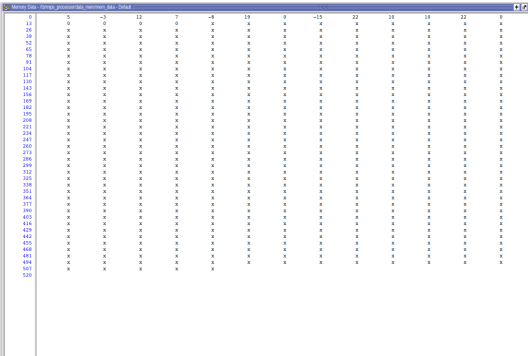 Memory Data - /tb/mips_processor/data_mem/mem_data - Default
0 5 -3 12 7 -8 19 0 -15 22 10 18 22 0
13 0 0 0 0 x x x x x x x x x
26 x x x x x x x x x x x x x
39 x x x x x x x x x x x x x
52 x x x x x x x x x x x x x
65 x x x x x x x x x x x x x
78 x x x x x x x x x x x x x
91 x x x x x x x x x x x x x
104 x x x x x x x x x x x x x
117 x x x x x x x x x x x x x
130 x x x x x x x x x x x x x
143 x x x x x x x x x x x x x
156 x x x x x x x x x x x x x
169 x x x x x x x x x x x x x
182 x x x x x x x x x x x x x
195 x x x x x x x x x x x x x
208 x x x x x x x x x x x x x
221 x x x x x x x x x x x x x
234 x x x x x x x x x x x x x
247 x x x x x x x x x x x x x
260 x x x x x x x x x x x x x
273 x x x x x x x x x x x x x
286 x x x x x x x x x x x x x
299 x x x x x x x x x x x x x
312 x x x x x x x x x x x x x
325 x x x x x x x x x x x x x
338 x x x x x x x x x x x x x
351 x x x x x x x x x x x x x
364 x x x x x x x x x x x x x
377 x x x x x x x x x x x x x
390 x x x x x x x x x x x x x
403 x x x x x x x x x x x x x
416 x x x x x x x x x x x x x
429 x x x x x x x x x x x x x
442 x x x x x x x x x x x x x
455 x x x x x x x x x x x x x
468 x x x x x x x x x x x x x
481 x x x x x x x x x x x x x
494 x x x x x x x x x x x x x
507 x x x x x
520